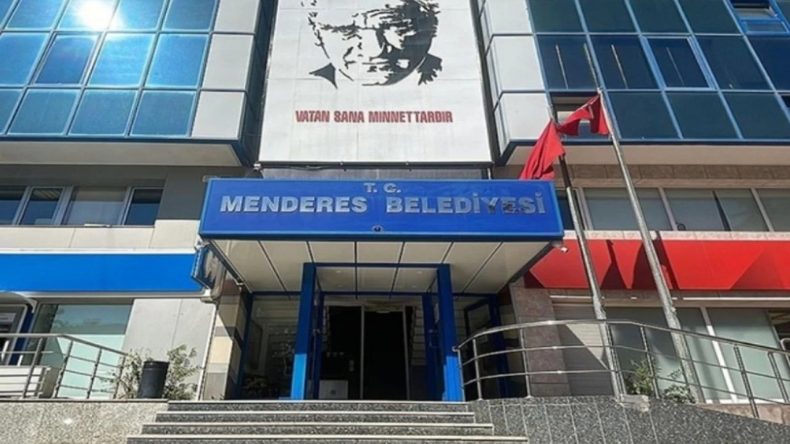 VATAN SANA MİNNETTARDIR
T.C.
MENDERES BELEDİYESİ